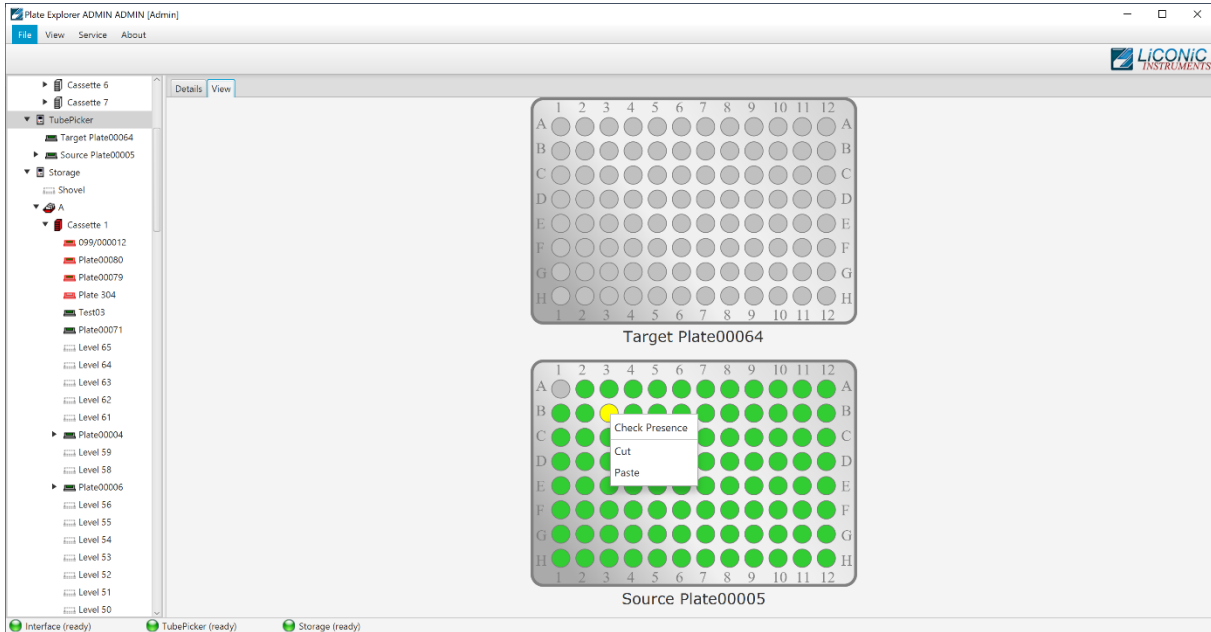 Plate Explorer ADMIN ADMIN [Admin]
File View Service About
LiCONiC
INSTRUMENTS
Cassette 6
Cassette 7
TubePicker
Target Plate00064
Source Plate00005
Storage
Shovel
A
Cassette 1
099/000012
Plate00080
Plate00079
Plate 304
Test03
Plate00071
Level 65
Level 64
Level 63
Level 62
Level 61
Plate00004
Level 59
Level 58
Plate00006
Level 56
Level 55
Level 54
Level 53
Level 52
Level 51
Level 50
Details View
1 2 3 4 5 6 7 8 9 10 11 12
A A
B B
C C
D D
E E
F F
G G
H H
1 2 3 4 5 6 7 8 9 10 11 12
Target Plate00064
1 2 3 4 5 6 7 8 9 10 11 12
A A
B B
Check Presence
C C
Cut
D D
Paste
E E
F F
G G
H H
1 2 3 4 5 6 7 8 9 10 11 12
Source Plate00005
Interface (ready) TubePicker (ready) Storage (ready)